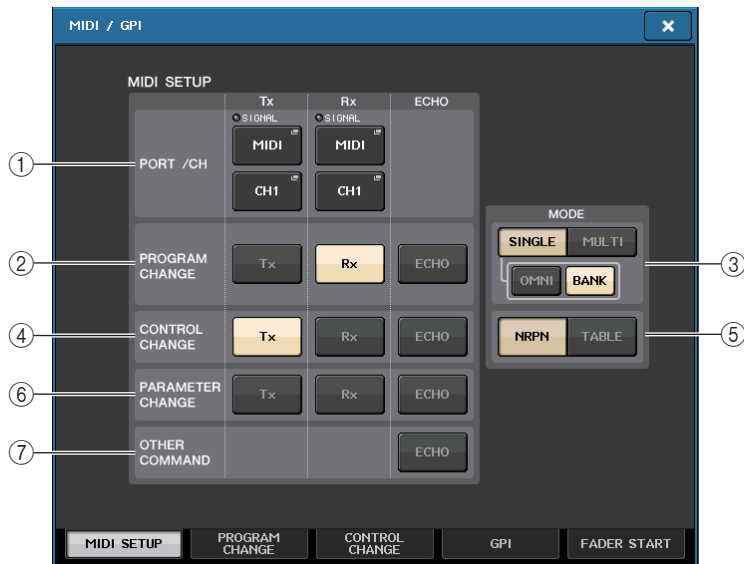 MIDI / GPI
MIDI SETUP
Tx Rx ECHO
SIGNAL SIGNAL
① PORT /CH MIDI MIDI
CH1 CH1
MODE
SINGLE MULTI
② PROGRAM CHANGE Tx Rx ECHO
③
OMNI BANK
④ CONTROL CHANGE Tx Rx ECHO
NRPN TABLE ⑤
⑥ PARAMETER CHANGE Tx Rx ECHO
⑦ OTHER COMMAND ECHO
MIDI SETUP PROGRAM CHANGE CONTROL CHANGE GPI FADER START